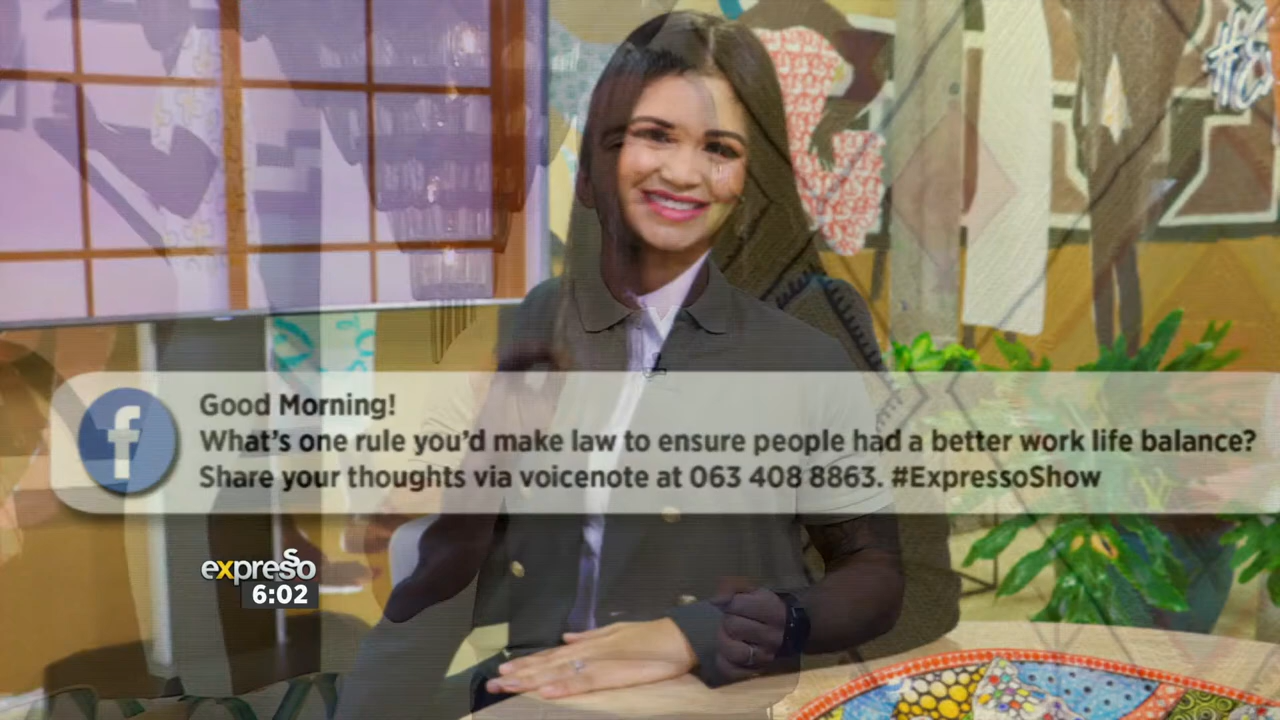 Good Morning!
What's one rule you'd make law to ensure people had a better work life balance?
Share your thoughts via voicenote at 063 408 8863. #ExpressoShow
expresso
6:02